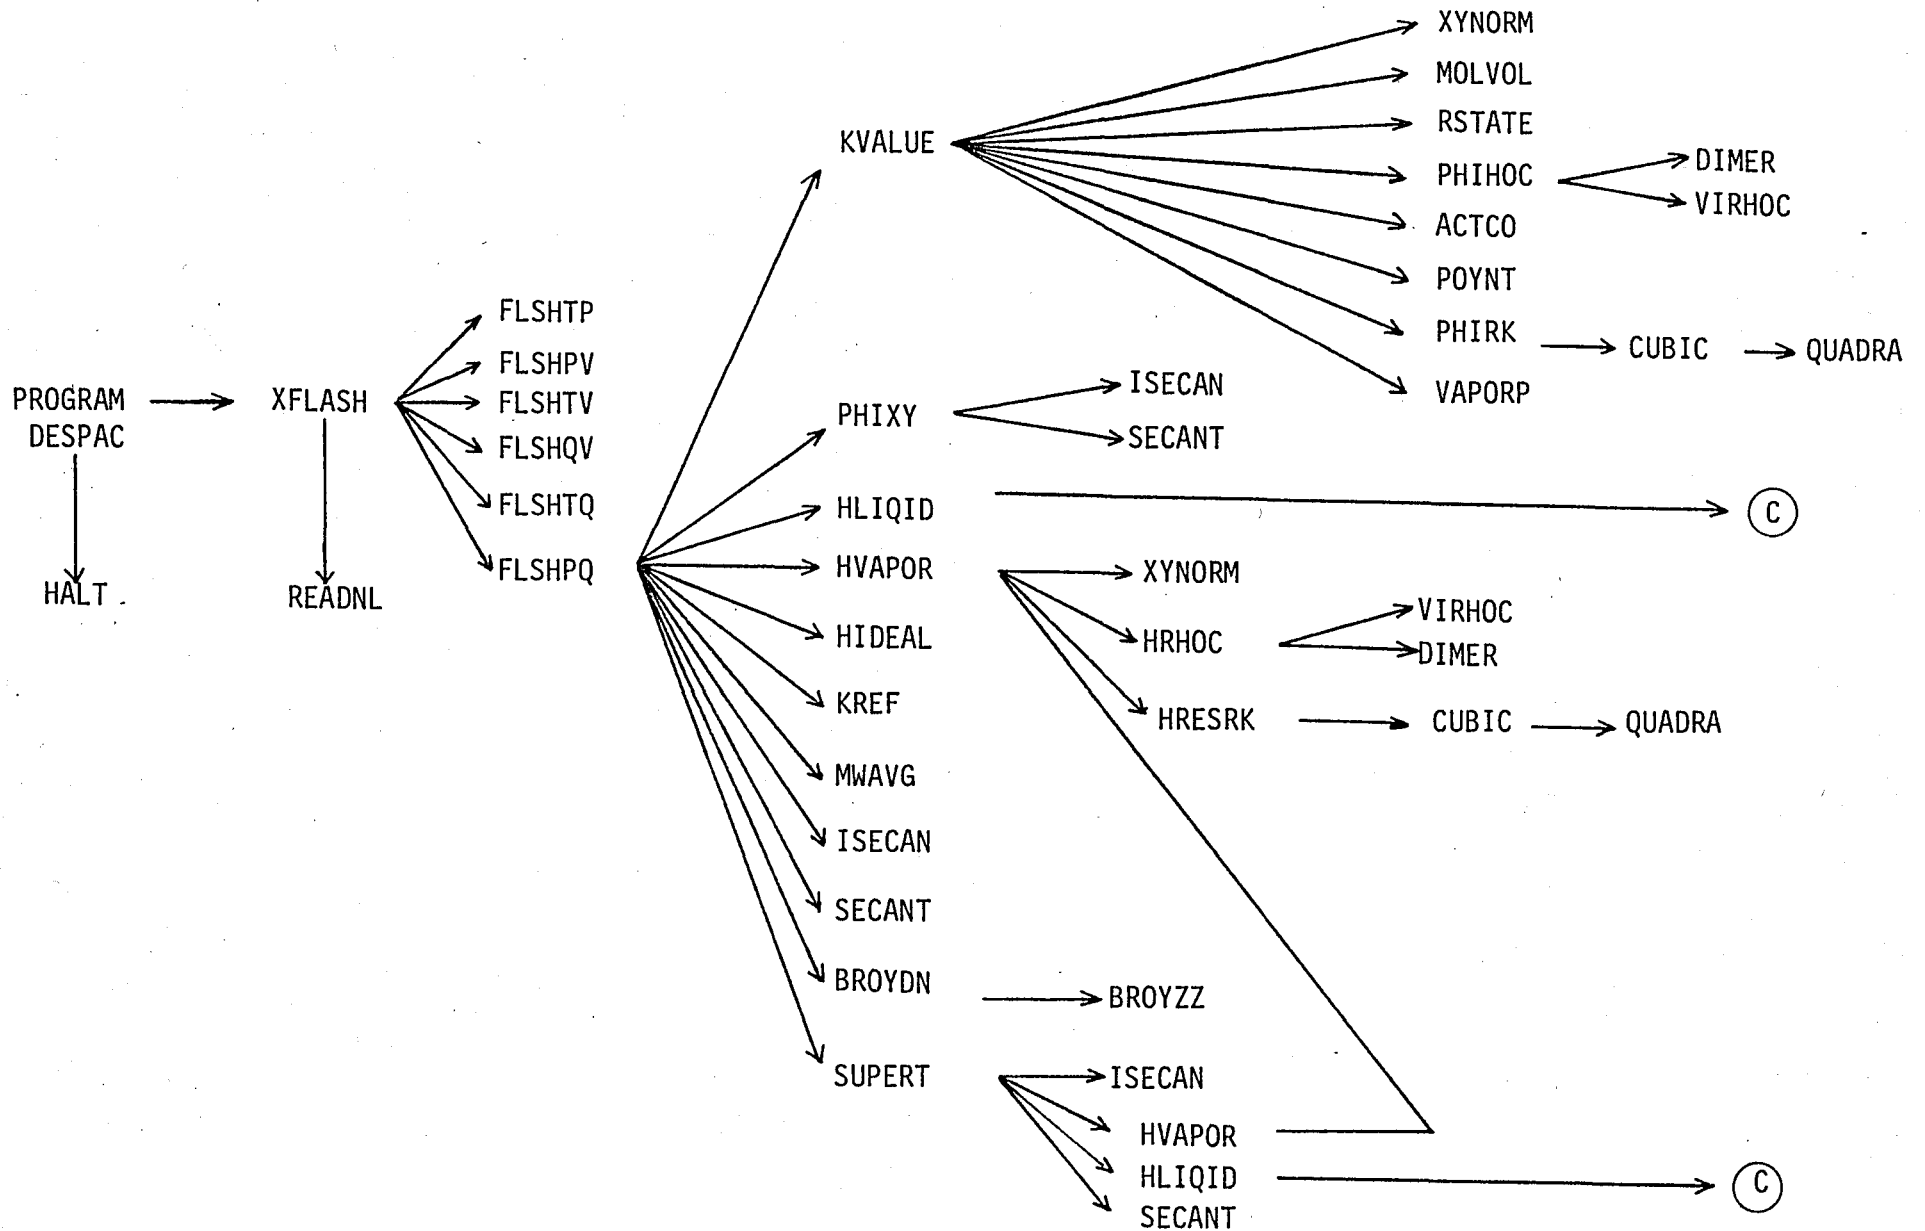 XYNORM
MOLVOL
RSTATE
KVALUE
PHIHOC
DIMER
VIRHOC
ACTCO
POYNT
PHIRK
CUBIC
QUADRA
VAPORP
FLSHTP
FLSHPV
PROGRAM
DESPAC
XFLASH
FLSHTV
FLSHQV
FLSHTQ
FLSHPQ
HALT
READNL
PHIXY
ISECAN
SECANT
HLIQID
C
HVAPOR
XYNORM
HRHOC
VIRHOC
DIMER
HRESRK
CUBIC
QUADRA
HIDEAL
KREF
MWAVG
ISECAN
SECANT
BROYDN
BROYZZ
SUPERT
ISECAN
HVAPOR
HLIQID
C
SECANT